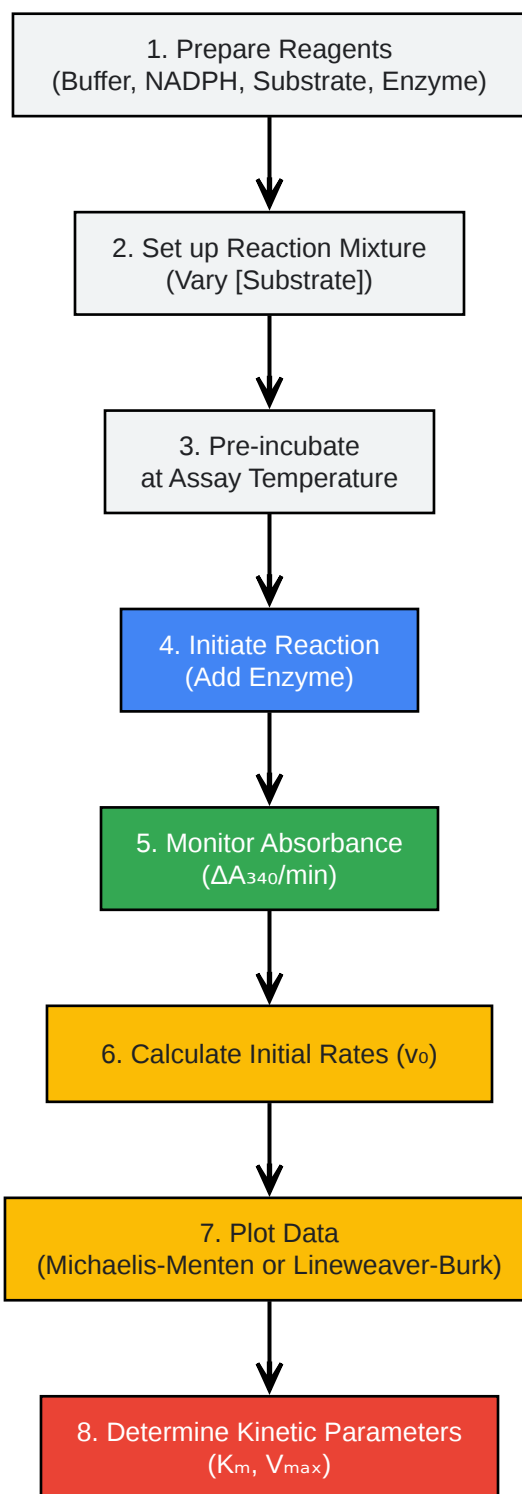 1. Prepare Reagents
(Buffer, NADPH, Substrate, Enzyme)
2. Set up Reaction Mixture
(Vary [Substrate])
3. Pre-incubate
at Assay Temperature
4. Initiate Reaction
(Add Enzyme)
5. Monitor Absorbance
(ΔA₃₄₀/min)
6. Calculate Initial Rates (v₀)
7. Plot Data
(Michaelis-Menten or Lineweaver-Burk)
8. Determine Kinetic Parameters
(Kₘ, Vₘₐₓ)